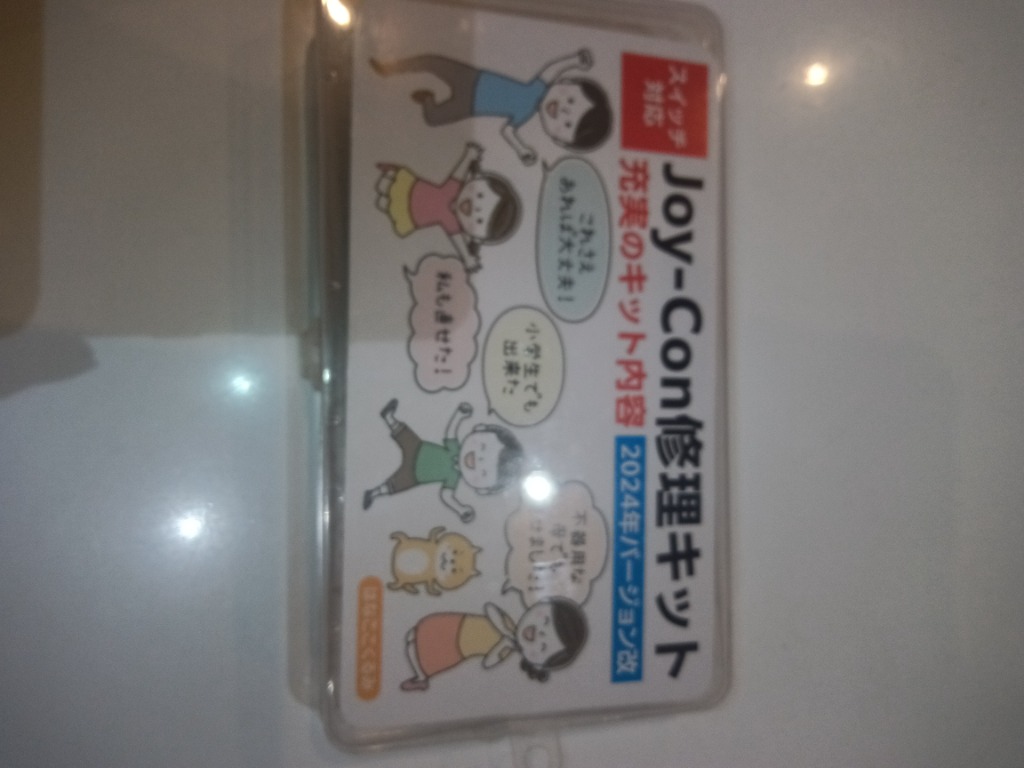 スイッチ
対応
Joy-Con修理キット
充実のキット内容
2024年バージョン改
これさえ
あれば大丈夫！
私も直せた！
小学生でも
出来た
不器用な